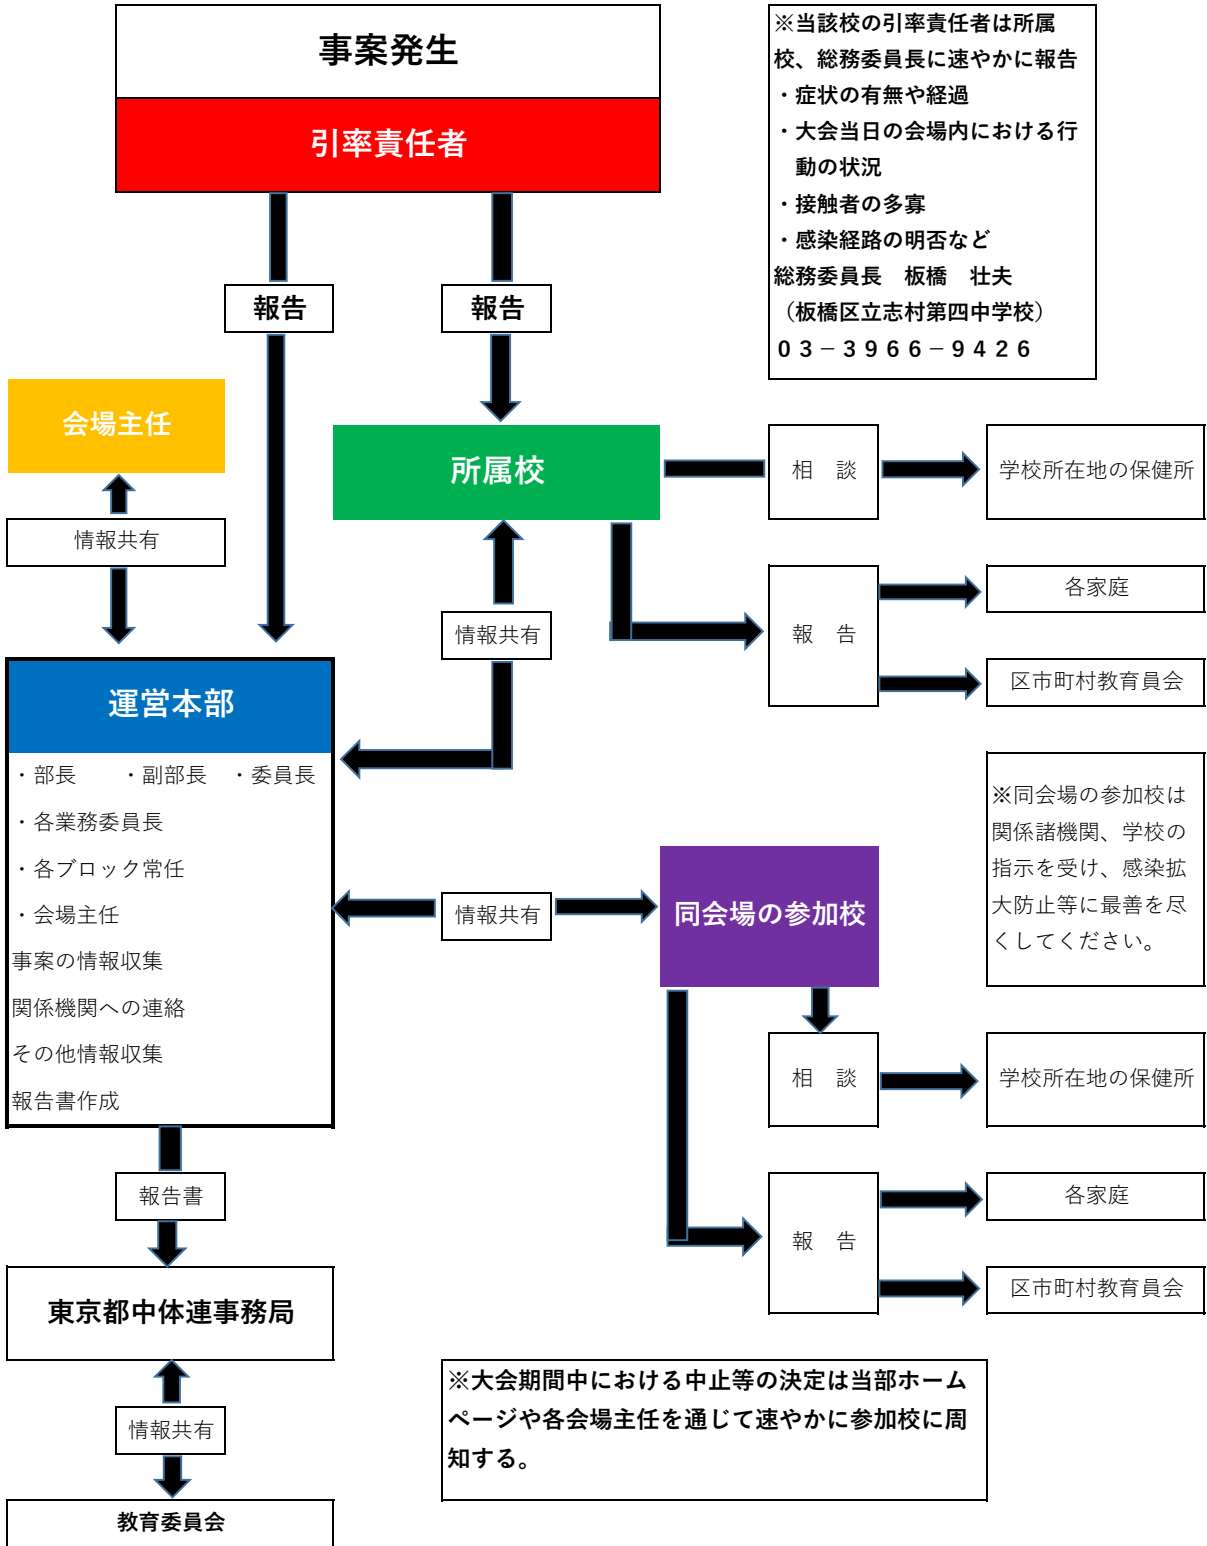 事案発生
引率責任者
※当該校の引率責任者は所属
校、総務委員長に速やかに報告
・症状の有無や経過
・大会当日の会場内における行
動の状況
・接触者の多寡
・感染経路の明否など
総務委員長　板橋　壮夫
（板橋区立志村第四中学校）
０３－３９６６－９４２６
報告
報告
会場主任
所属校
相　談
学校所在地の保健所
情報共有
報　告
各家庭
区市町村教育員会
情報共有
運営本部
・部長　　・副部長　・委員長
・各業務委員長
・各ブロック常任
・会場主任
事案の情報収集
関係機関への連絡
その他情報収集
報告書作成
※同会場の参加校は
関係諸機関、学校の
指示を受け、感染拡
大防止等に最善を尽
くしてください。
情報共有
同会場の参加校
相　談
学校所在地の保健所
報　告
各家庭
区市町村教育員会
報告書
東京都中体連事務局
情報共有
教育委員会
※大会期間中における中止等の決定は当部ホーム
ページや各会場主任を通じて速やかに参加校に周
知する。